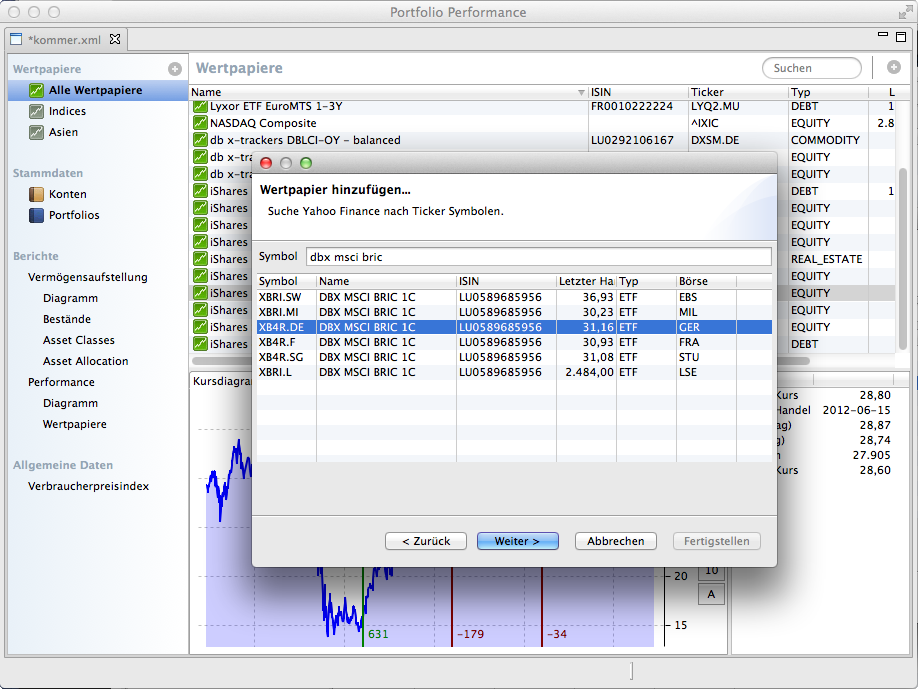 Portfolio Performance
*kommer.xml
Wertpapiere
Alle Wertpapiere
Indices
Asien
Stammdaten
Konten
Portfolios
Berichte
Vermögensaufstellung
Diagramm
Bestände
Asset Classes
Asset Allocation
Performance
Diagramm
Wertpapiere
Allgemeine Daten
Verbraucherpreisindex
Wertpapiere
Suchen
Name ISIN Ticker Typ L
Lyxor ETF EuroMTS 1-3Y FR0010222224 LYQ2.MU DEBT 1
NASDAQ Composite ^IXIC EQUITY 2.8
db x-trackers DBLCI-OY - balanced LU0292106167 DXSM.DE COMMODITY
db x-tra EQUITY
db x-tra EQUITY
iShares DEBT 1
iShares EQUITY
iShares EQUITY
iShares EQUITY
iShares REAL_ESTATE
iShares EQUITY
iShares EQUITY
iShares EQUITY
iShares EQUITY
iShares DEBT
Wertpapier hinzufügen...
Suche Yahoo Finance nach Ticker Symbolen.
Symbol dbx msci bric
Symbol Name ISIN Letzter Ha Typ Börse
XBRI.SW DBX MSCI BRIC 1C LU0589685956 36,93 ETF EBS
XBRI.MI DBX MSCI BRIC 1C LU0589685956 30,23 ETF MIL
XB4R.DE DBX MSCI BRIC 1C LU0589685956 31,16 ETF GER
XB4R.F DBX MSCI BRIC 1C LU0589685956 30,93 ETF FRA
XB4R.SG DBX MSCI BRIC 1C LU0589685956 31,08 ETF STU
XBRI.L DBX MSCI BRIC 1C LU0589685956 2.484,00 ETF LSE
< Zurück Weiter > Abbrechen Fertigstellen
Kursdiagra
20
15
631
-179
-34
10
A
Kurs 28,80
Handel 2012-06-15
ag) 28,87
g) 28,74
n 27.905
Kurs 28,60